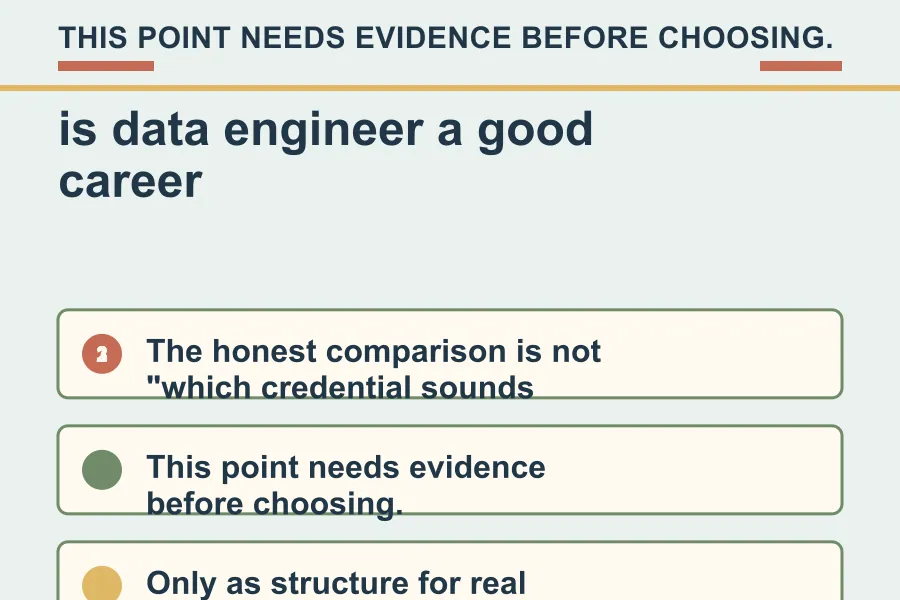 THIS POINT NEEDS EVIDENCE BEFORE CHOOSING.
is data engineer a good
career
The honest comparison is not
"which credential sounds
This point needs evidence
before choosing.
Only as structure for real